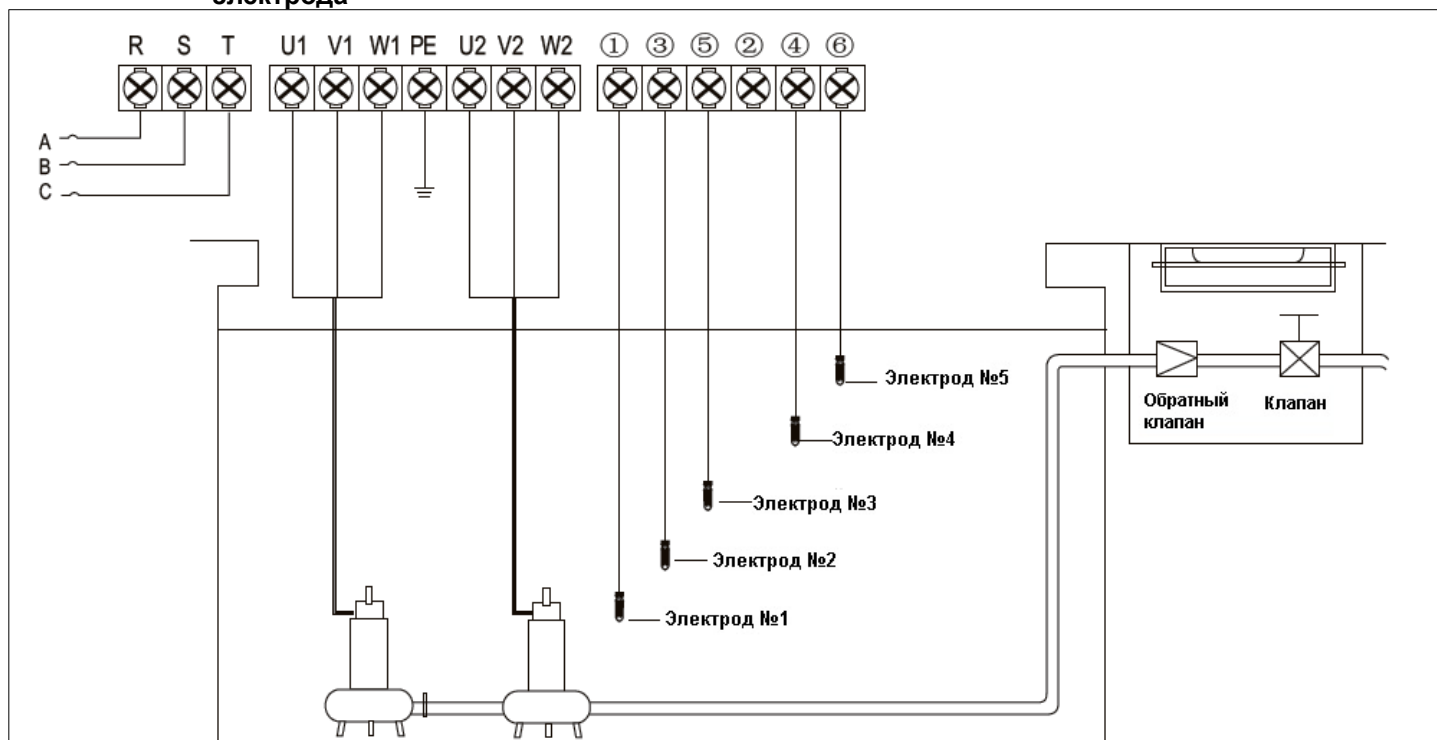 электрода
R S T U1 V1 W1 PE U2 V2 W2 ① ③ ⑤ ② ④ ⑥
A
B
C
Электрод №5
Обратный
клапан
Клапан
Электрод №4
Электрод №3
Электрод №2
Электрод №1